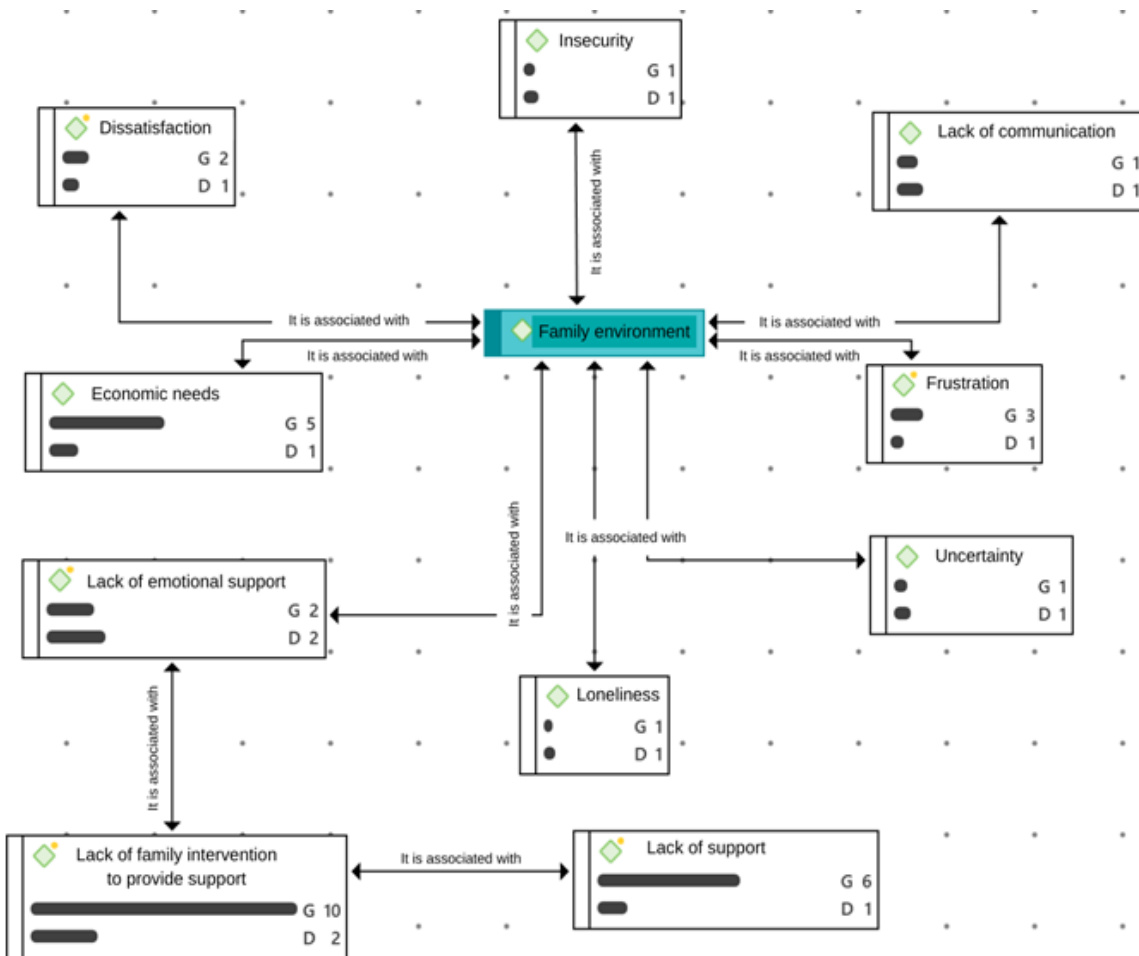 Insecurity
G 1
D 1
Dissatisfaction
G 2
D 1
Lack of communication
G 1
D 1
It is associated with
It is associated with
It is associated with
Family environment
It is associated with
It is associated with
Economic needs
G 5
D 1
Frustration
G 3
D 1
It is associated with
It is associated with
Lack of emotional support
G 2
D 2
Uncertainty
G 1
D 1
Loneliness
G 1
D 1
It is associated with
Lack of family intervention
to provide support
G 10
D 2
It is associated with
Lack of support
G 6
D 1